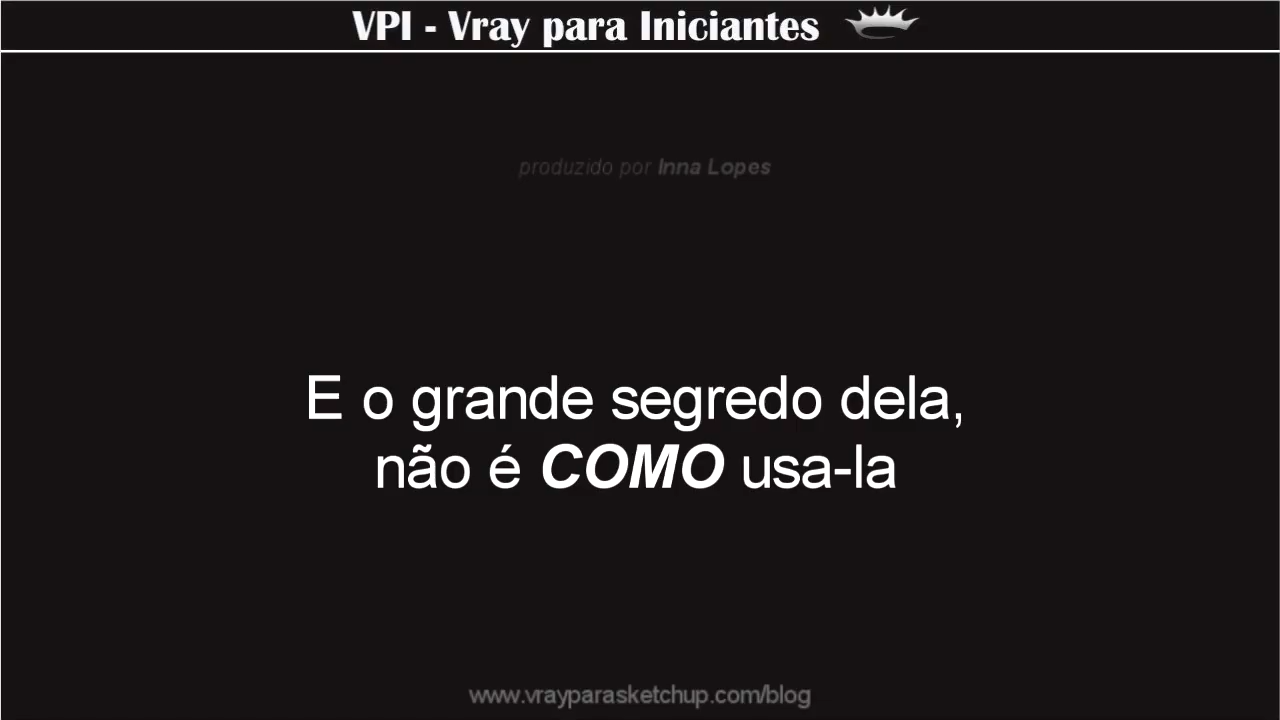 VPI - Vray para Iniciantes
produzido por Inna Lopes
E o grande segredo dela,
não é COMO usa-la
www.vrayparasketchup.com/blog